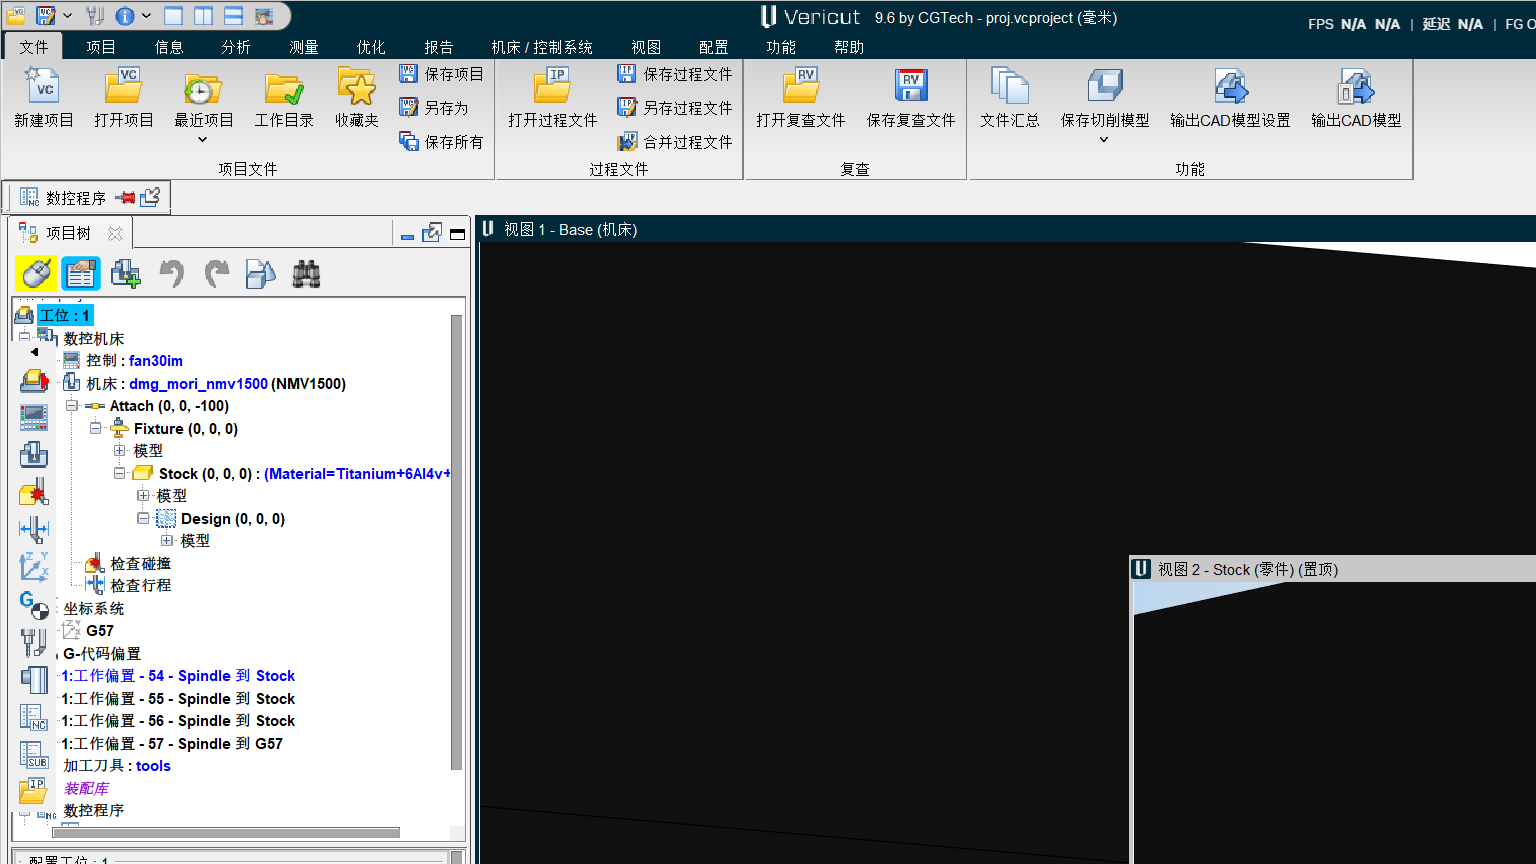 Vericut 9.6 by CGTech - proj.vcproject (毫米)
FPS N/A N/A | 延迟 N/A | FG O
文件 项目 信息 分析 测量 优化 报告 机床 / 控制系统 视图 配置 功能 帮助
新建项目 打开项目 最近项目 工作目录 收藏夹
保存项目
另存为
保存所有
项目文件
打开过程文件
保存过程文件
另存过程文件
合并过程文件
过程文件
打开复查文件 保存复查文件
复查
文件汇总 保存切削模型 输出CAD模型设置 输出CAD模型
功能
数控程序
项目树
工位 : 1
数控机床
控制 : fan30im
机床 : dmg_mori_nmv1500 (NMV1500)
Attach (0, 0, -100)
Fixture (0, 0, 0)
模型
Stock (0, 0, 0) : (Material=Titanium+6Al4v+
模型
Design (0, 0, 0)
模型
检查碰撞
检查行程
坐标系统
G57
G-代码偏置
1:工作偏置 - 54 - Spindle 到 Stock
1:工作偏置 - 55 - Spindle 到 Stock
1:工作偏置 - 56 - Spindle 到 Stock
1:工作偏置 - 57 - Spindle 到 G57
加工刀具 : tools
装配库
数控程序
配置工位 : 1
视图 1 - Base (机床)
视图 2 - Stock (零件) (置顶)